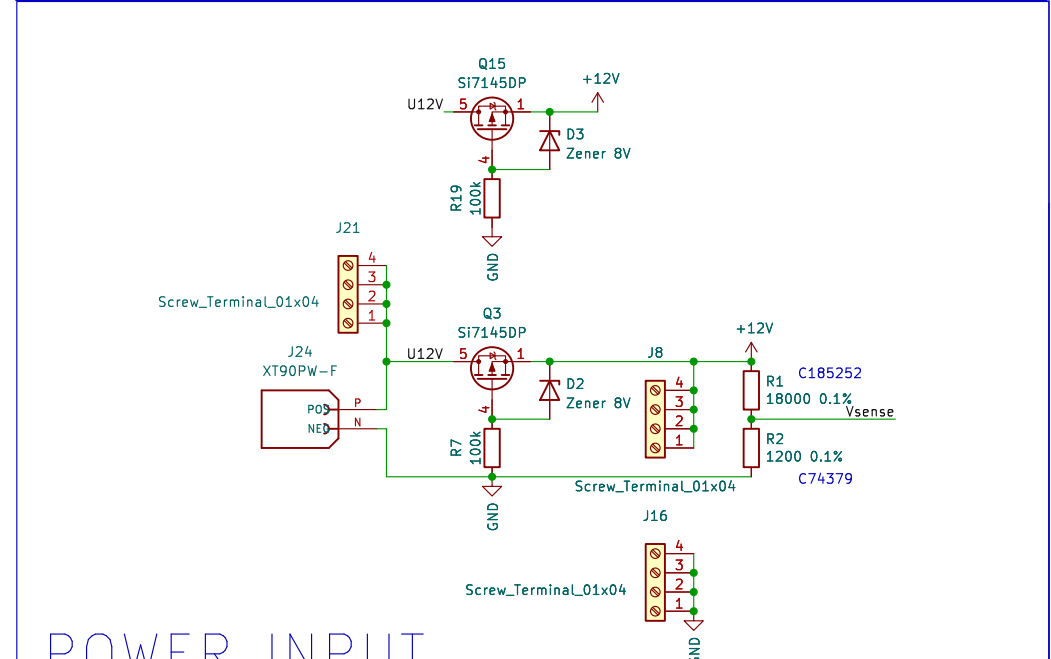 Q15
Si7145DP
+12V
U12V
5
1
D3
Zener 8V
4
R19
100k
GND
J21
4
3
2
1
Screw_Terminal_01x04
Q3
Si7145DP
+12V
J24
XT90PW-F
U12V
5
1
J8
C185252
R1
18000 0.1%
D2
Zener 8V
4
3
2
1
POS
P
NEG
N
4
Vsense
R7
100k
R2
1200 0.1%
C74379
Screw_Terminal_01x04
GND
J16
4
3
2
1
Screw_Terminal_01x04
GND
POWER INPUT